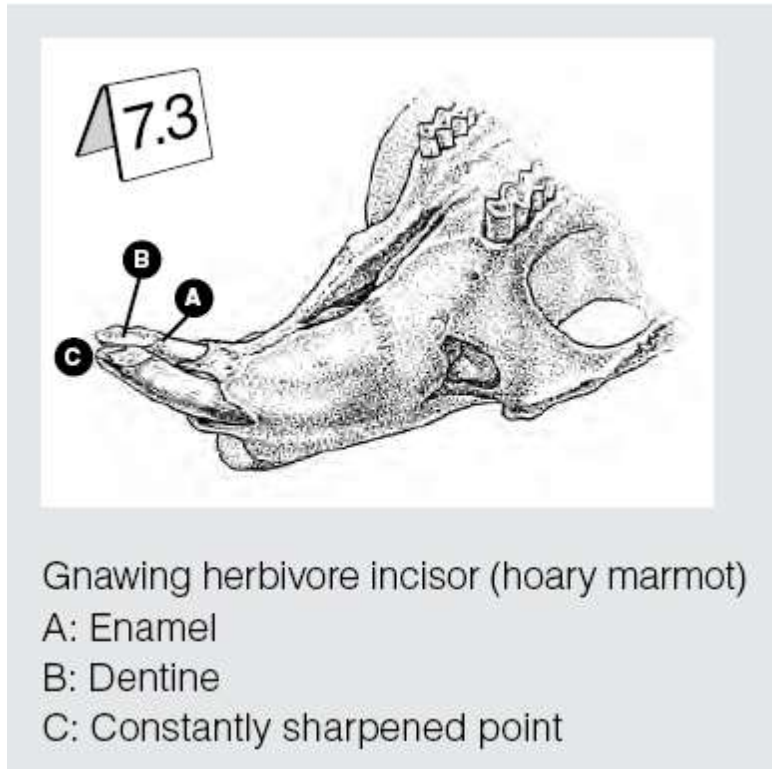 7.3
B
A
C
Gnawing herbivore incisor (hoary marmot)
A: Enamel
B: Dentine
C: Constantly sharpened point